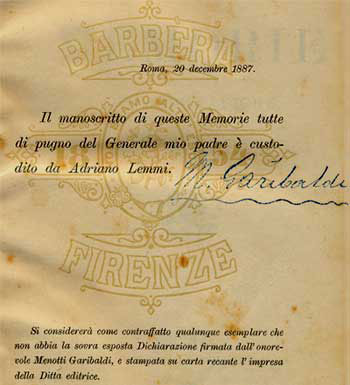 BARBERA
Roma, 20 decembre 1887.
Il manoscritto di queste Memorie tutte
di pugno del Generale mio padre è custo-
dito da Adriano Lemmi.
M. Garibaldi
FIRENZE
Si considererà come contraffatto qualunque esemplare che
non abbia la sovra esposta Dichiarazione firmata dall' onore-
vole Menotti Garibaldi, e stampata su carta recante l' impresa
della Ditta editrice.